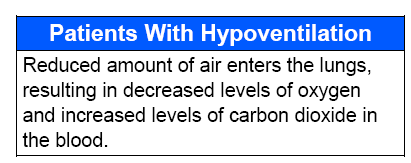 Patients With Hypoventilation
Reduced amount of air enters the lungs,
resulting in decreased levels of oxygen
and increased levels of carbon dioxide in
the blood.